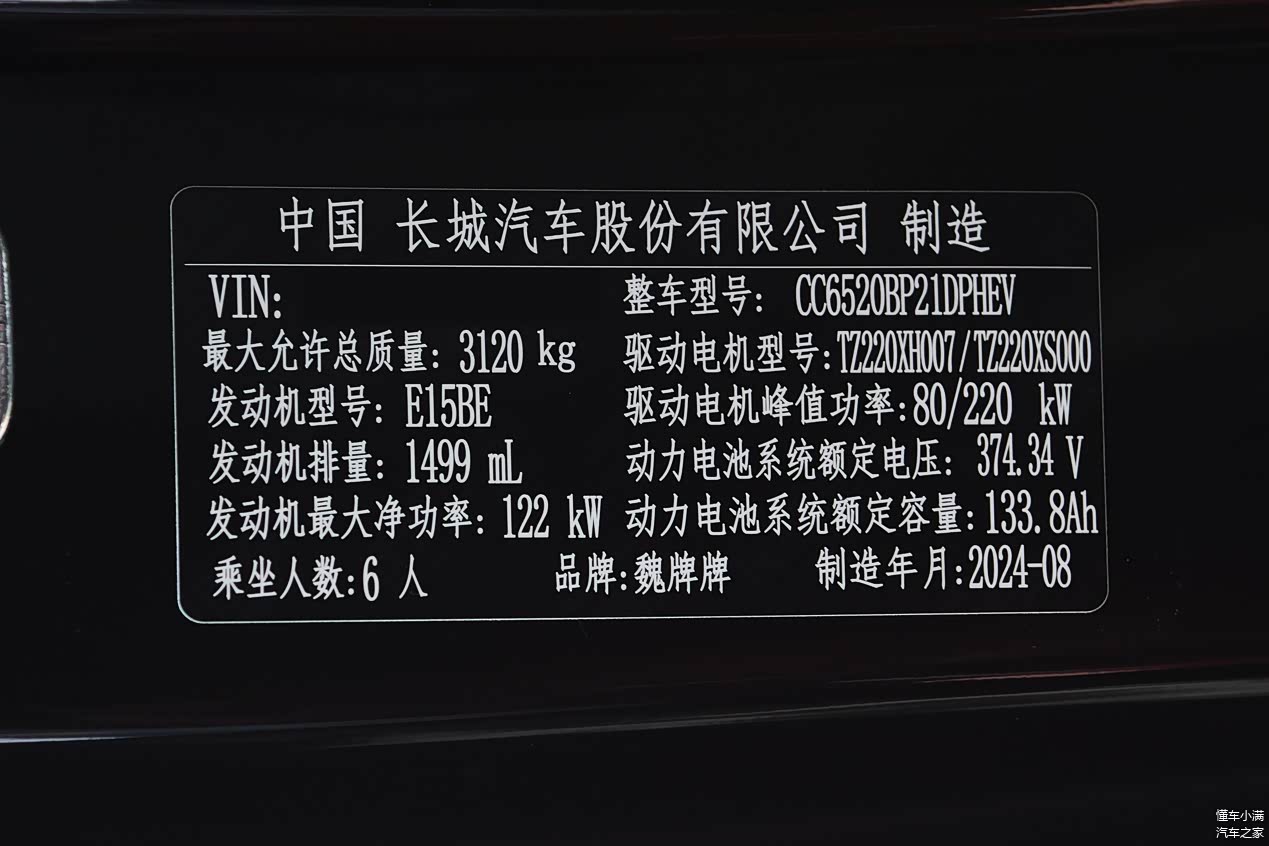 中国 长城汽车股份有限公司 制造
VIN: 整车型号: CC6520BP21DPHEV
最大允许总质量: 3120 kg 驱动电机型号:TZ220XH007/TZ220XS000
发动机型号: E15BE 驱动电机峰值功率:80/220 kW
发动机排量: 1499 mL 动力电池系统额定电压: 374.34 V
发动机最大净功率: 122 kW 动力电池系统额定容量:133.8Ah
乘坐人数:6 人 品牌:魏牌牌 制造年月:2024-08
懂车小满
汽车之家